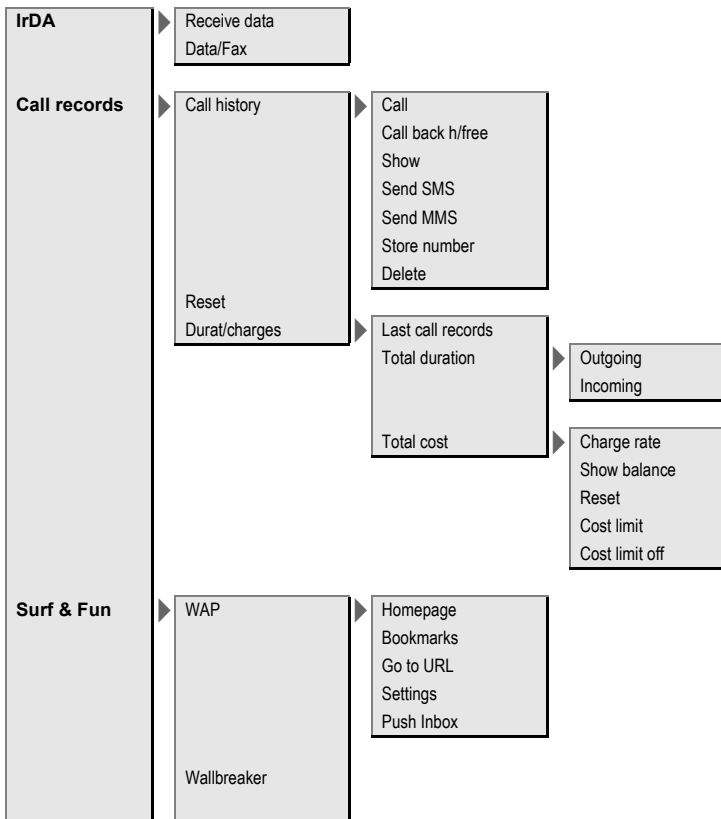 IrDA
Receive data
Data/Fax
Call records
Call history
Call
Call back h/free
Show
Send SMS
Send MMS
Store number
Delete
Reset
Durat/charges
Last call records
Total duration
Outgoing
Incoming
Total cost
Charge rate
Show balance
Reset
Cost limit
Cost limit off
Surf & Fun
WAP
Homepage
Bookmarks
Go to URL
Settings
Push Inbox
Wallbreaker